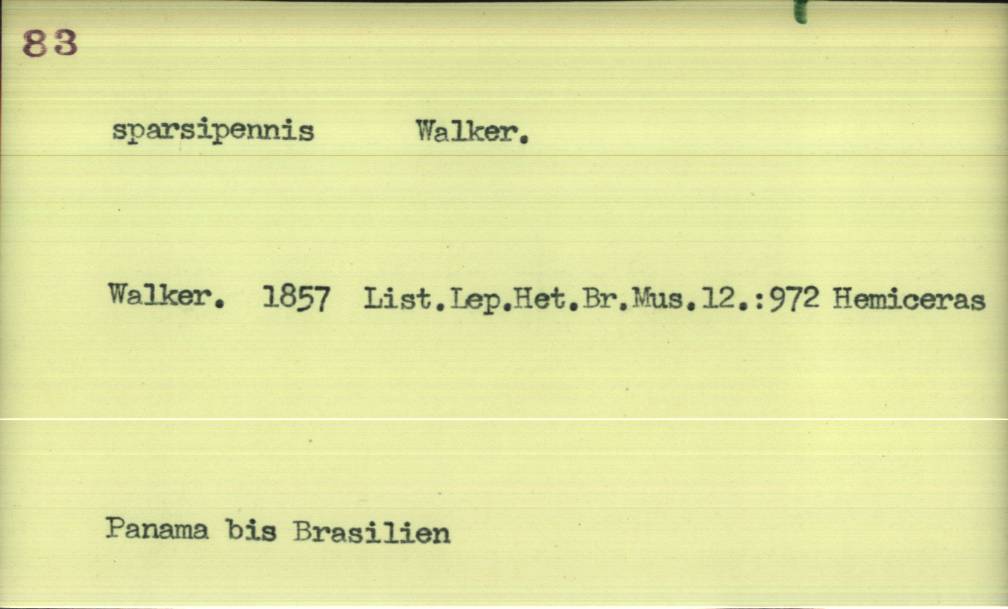 83
sparsipennis Walker.
Walker. 1857 List.Lep.Het.Br.Mus.12.:972 Hemiceras
Panama bis Brasilien